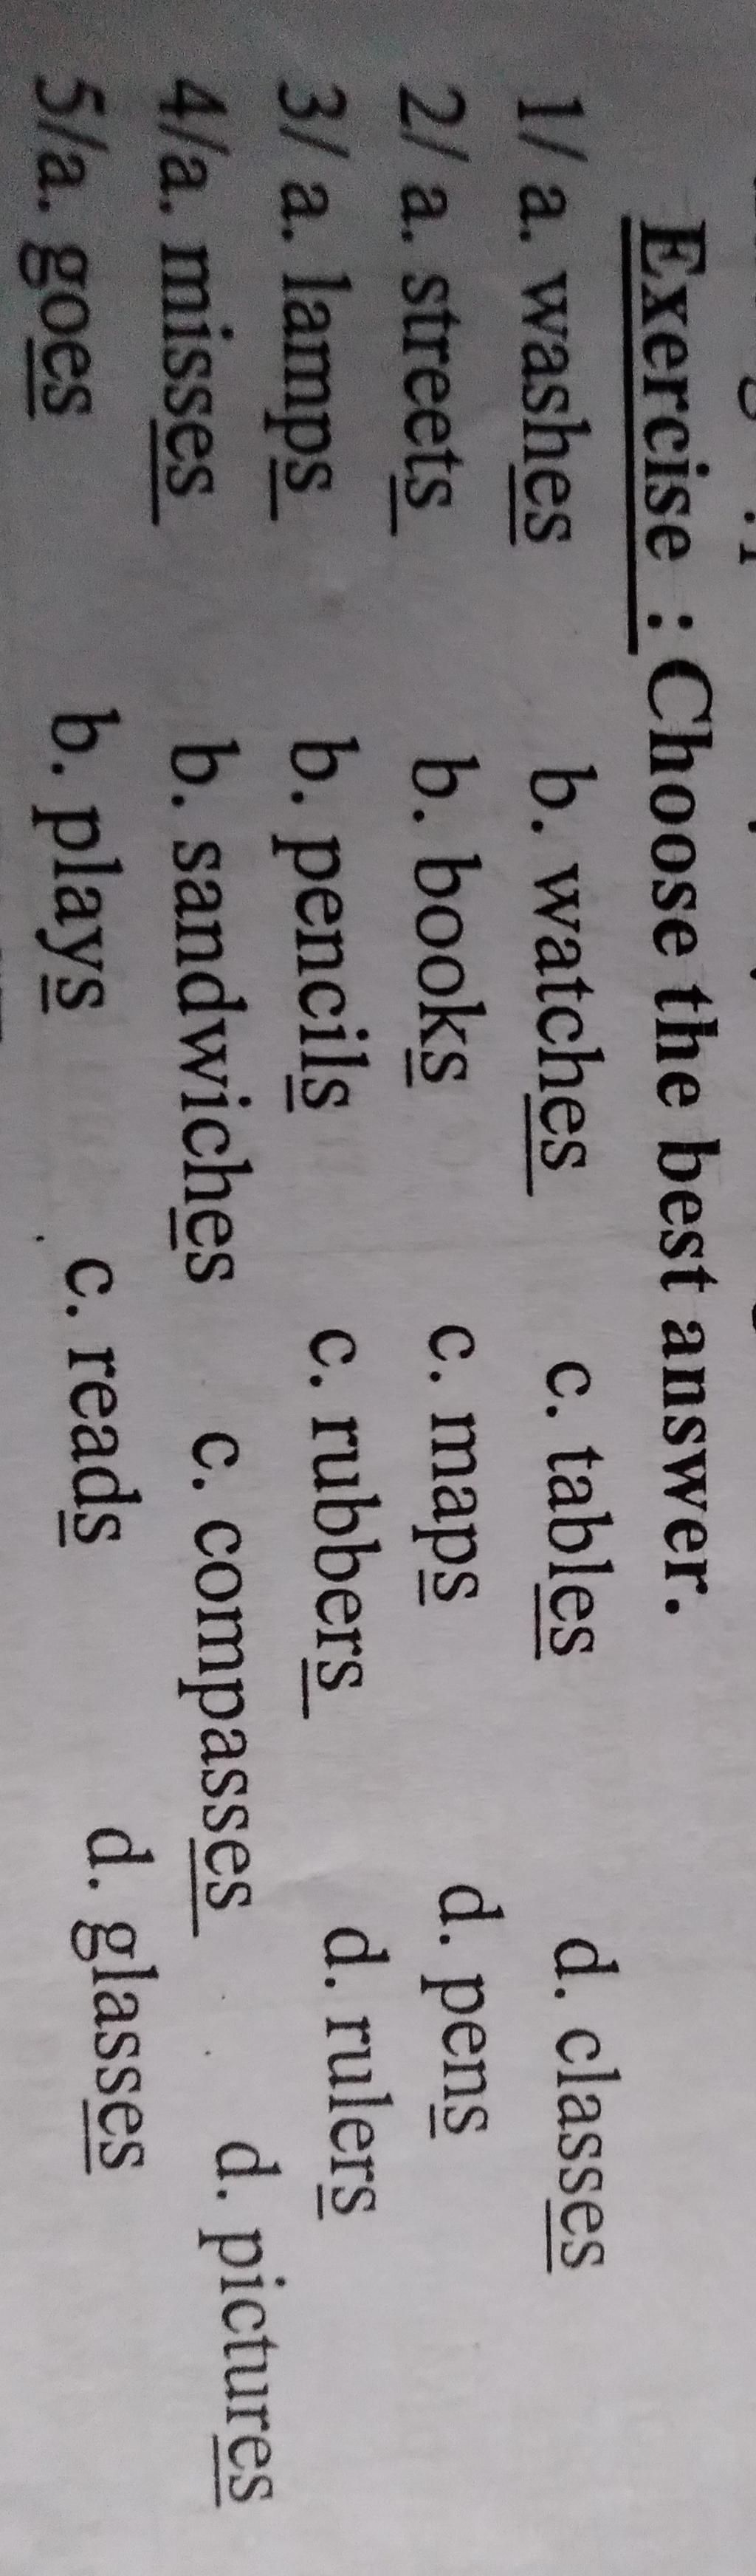 Exercise : Choose the best answer.
1/ a. washes b. watches c. tables d. classes
2/ a. streets b. books c. maps d. pens
3/ a. lamps b. pencils c. rubbers d. rulers
4/a. misses b. sandwiches c. compasses d. pictures
5/a. goes b. plays c. reads d. glasses